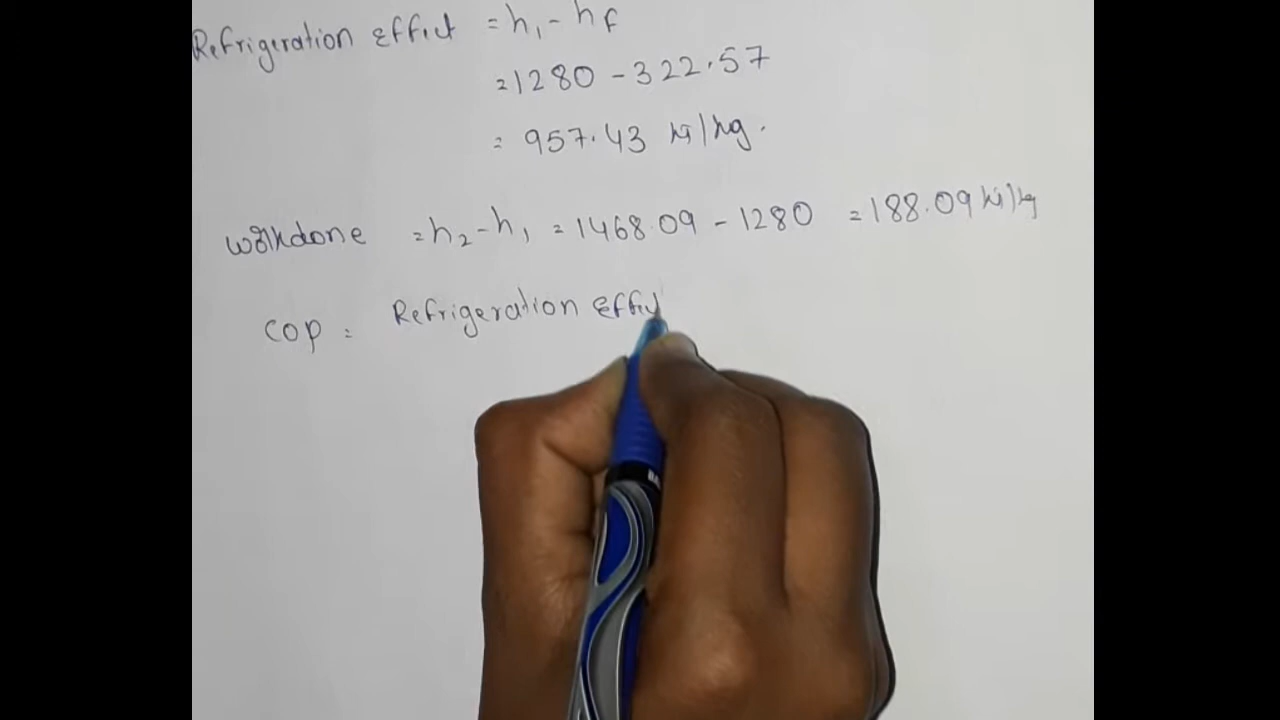 Refrigeration effect = h₁ - hf
= 1280 - 322.57
= 957.43 kJ/kg.
workdone = h₂ - h₁ = 1468.09 - 1280 = 188.09 kJ/kg
COP = Refrigeration Effe